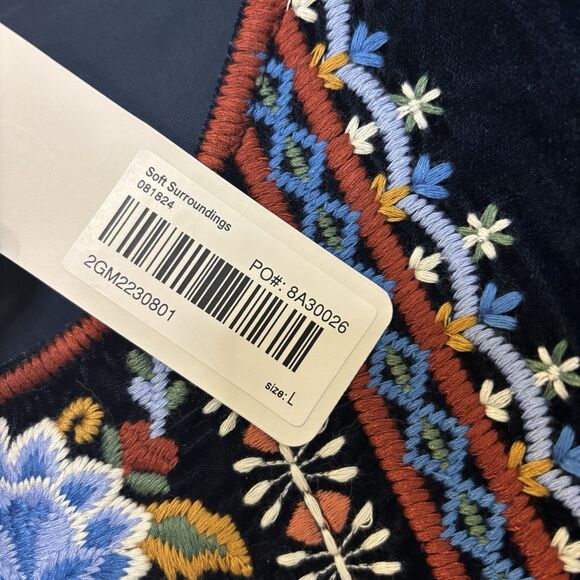 Soft Surroundings
081824
PO#: 8A30026
2GM2230801
size: L